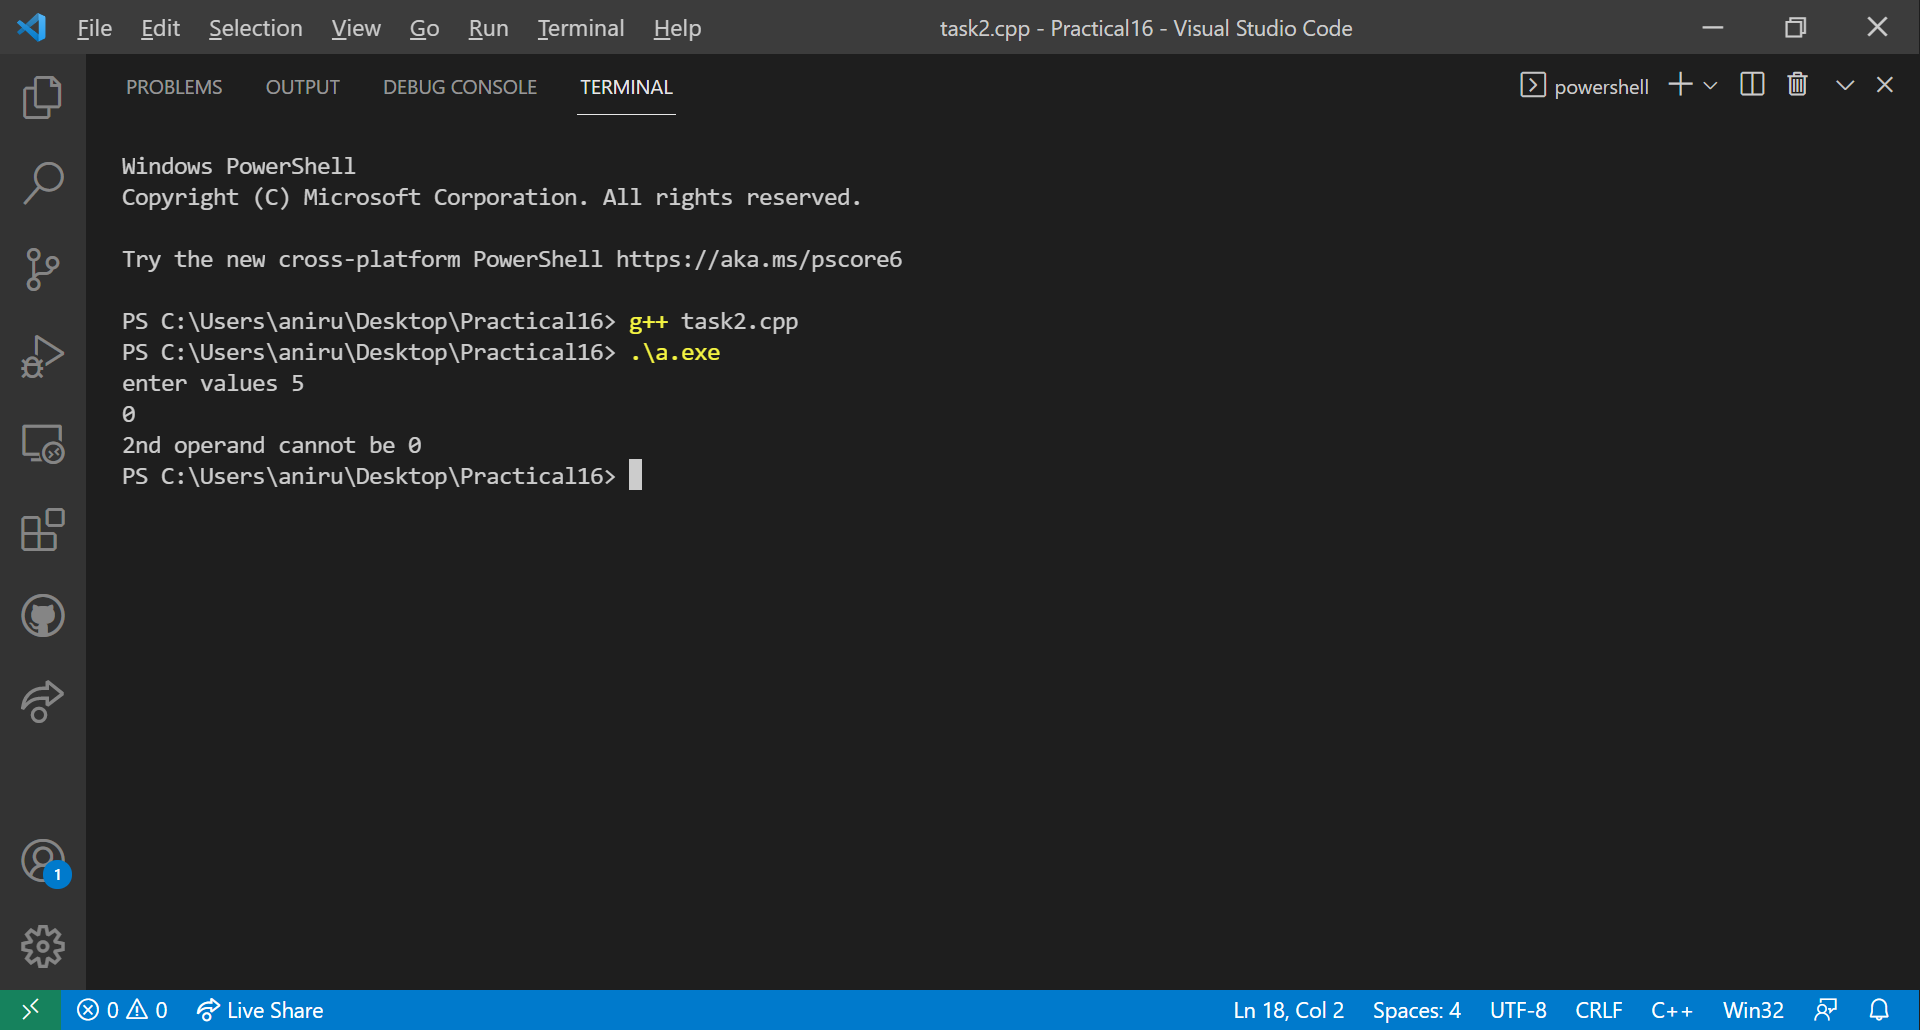 File Edit Selection View Go Run Terminal Help task2.cpp - Practical16 - Visual Studio Code
PROBLEMS OUTPUT DEBUG CONSOLE TERMINAL powershell
Windows PowerShell
Copyright (C) Microsoft Corporation. All rights reserved.
Try the new cross-platform PowerShell https://aka.ms/pscore6
PS C:\Users\aniru\Desktop\Practical16> g++ task2.cpp
PS C:\Users\aniru\Desktop\Practical16> .\a.exe
enter values 5
0
2nd operand cannot be 0
PS C:\Users\aniru\Desktop\Practical16>
1
0 0 Live Share Ln 18, Col 2 Spaces: 4 UTF-8 CRLF C++ Win32